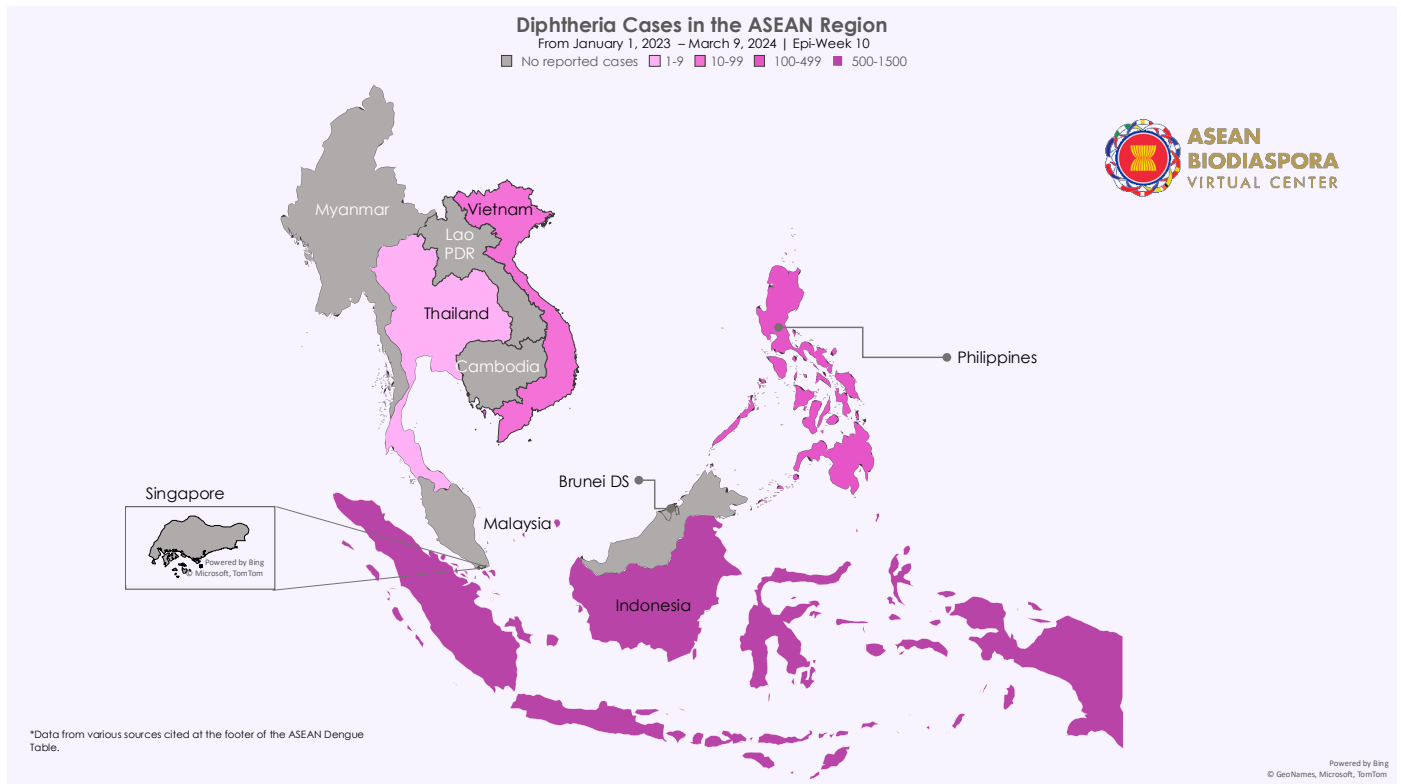 Diphtheria Cases in the ASEAN Region
From January 1, 2023 – March 9, 2024 | Epi-Week 10
No reported cases 1-9 10-99 100-499 500-1500
ASEAN
BIODIASPORA
VIRTUAL CENTER
Myanmar
Vietnam
Lao
PDR
Thailand
Cambodia
Philippines
Brunei DS
Singapore
Malaysia
Powered by Bing
© Microsoft, TomTom
Indonesia
*Data from various sources cited at the footer of the ASEAN Dengue
Table.
Powered by Bing
© GeoNames, Microsoft, TomTom